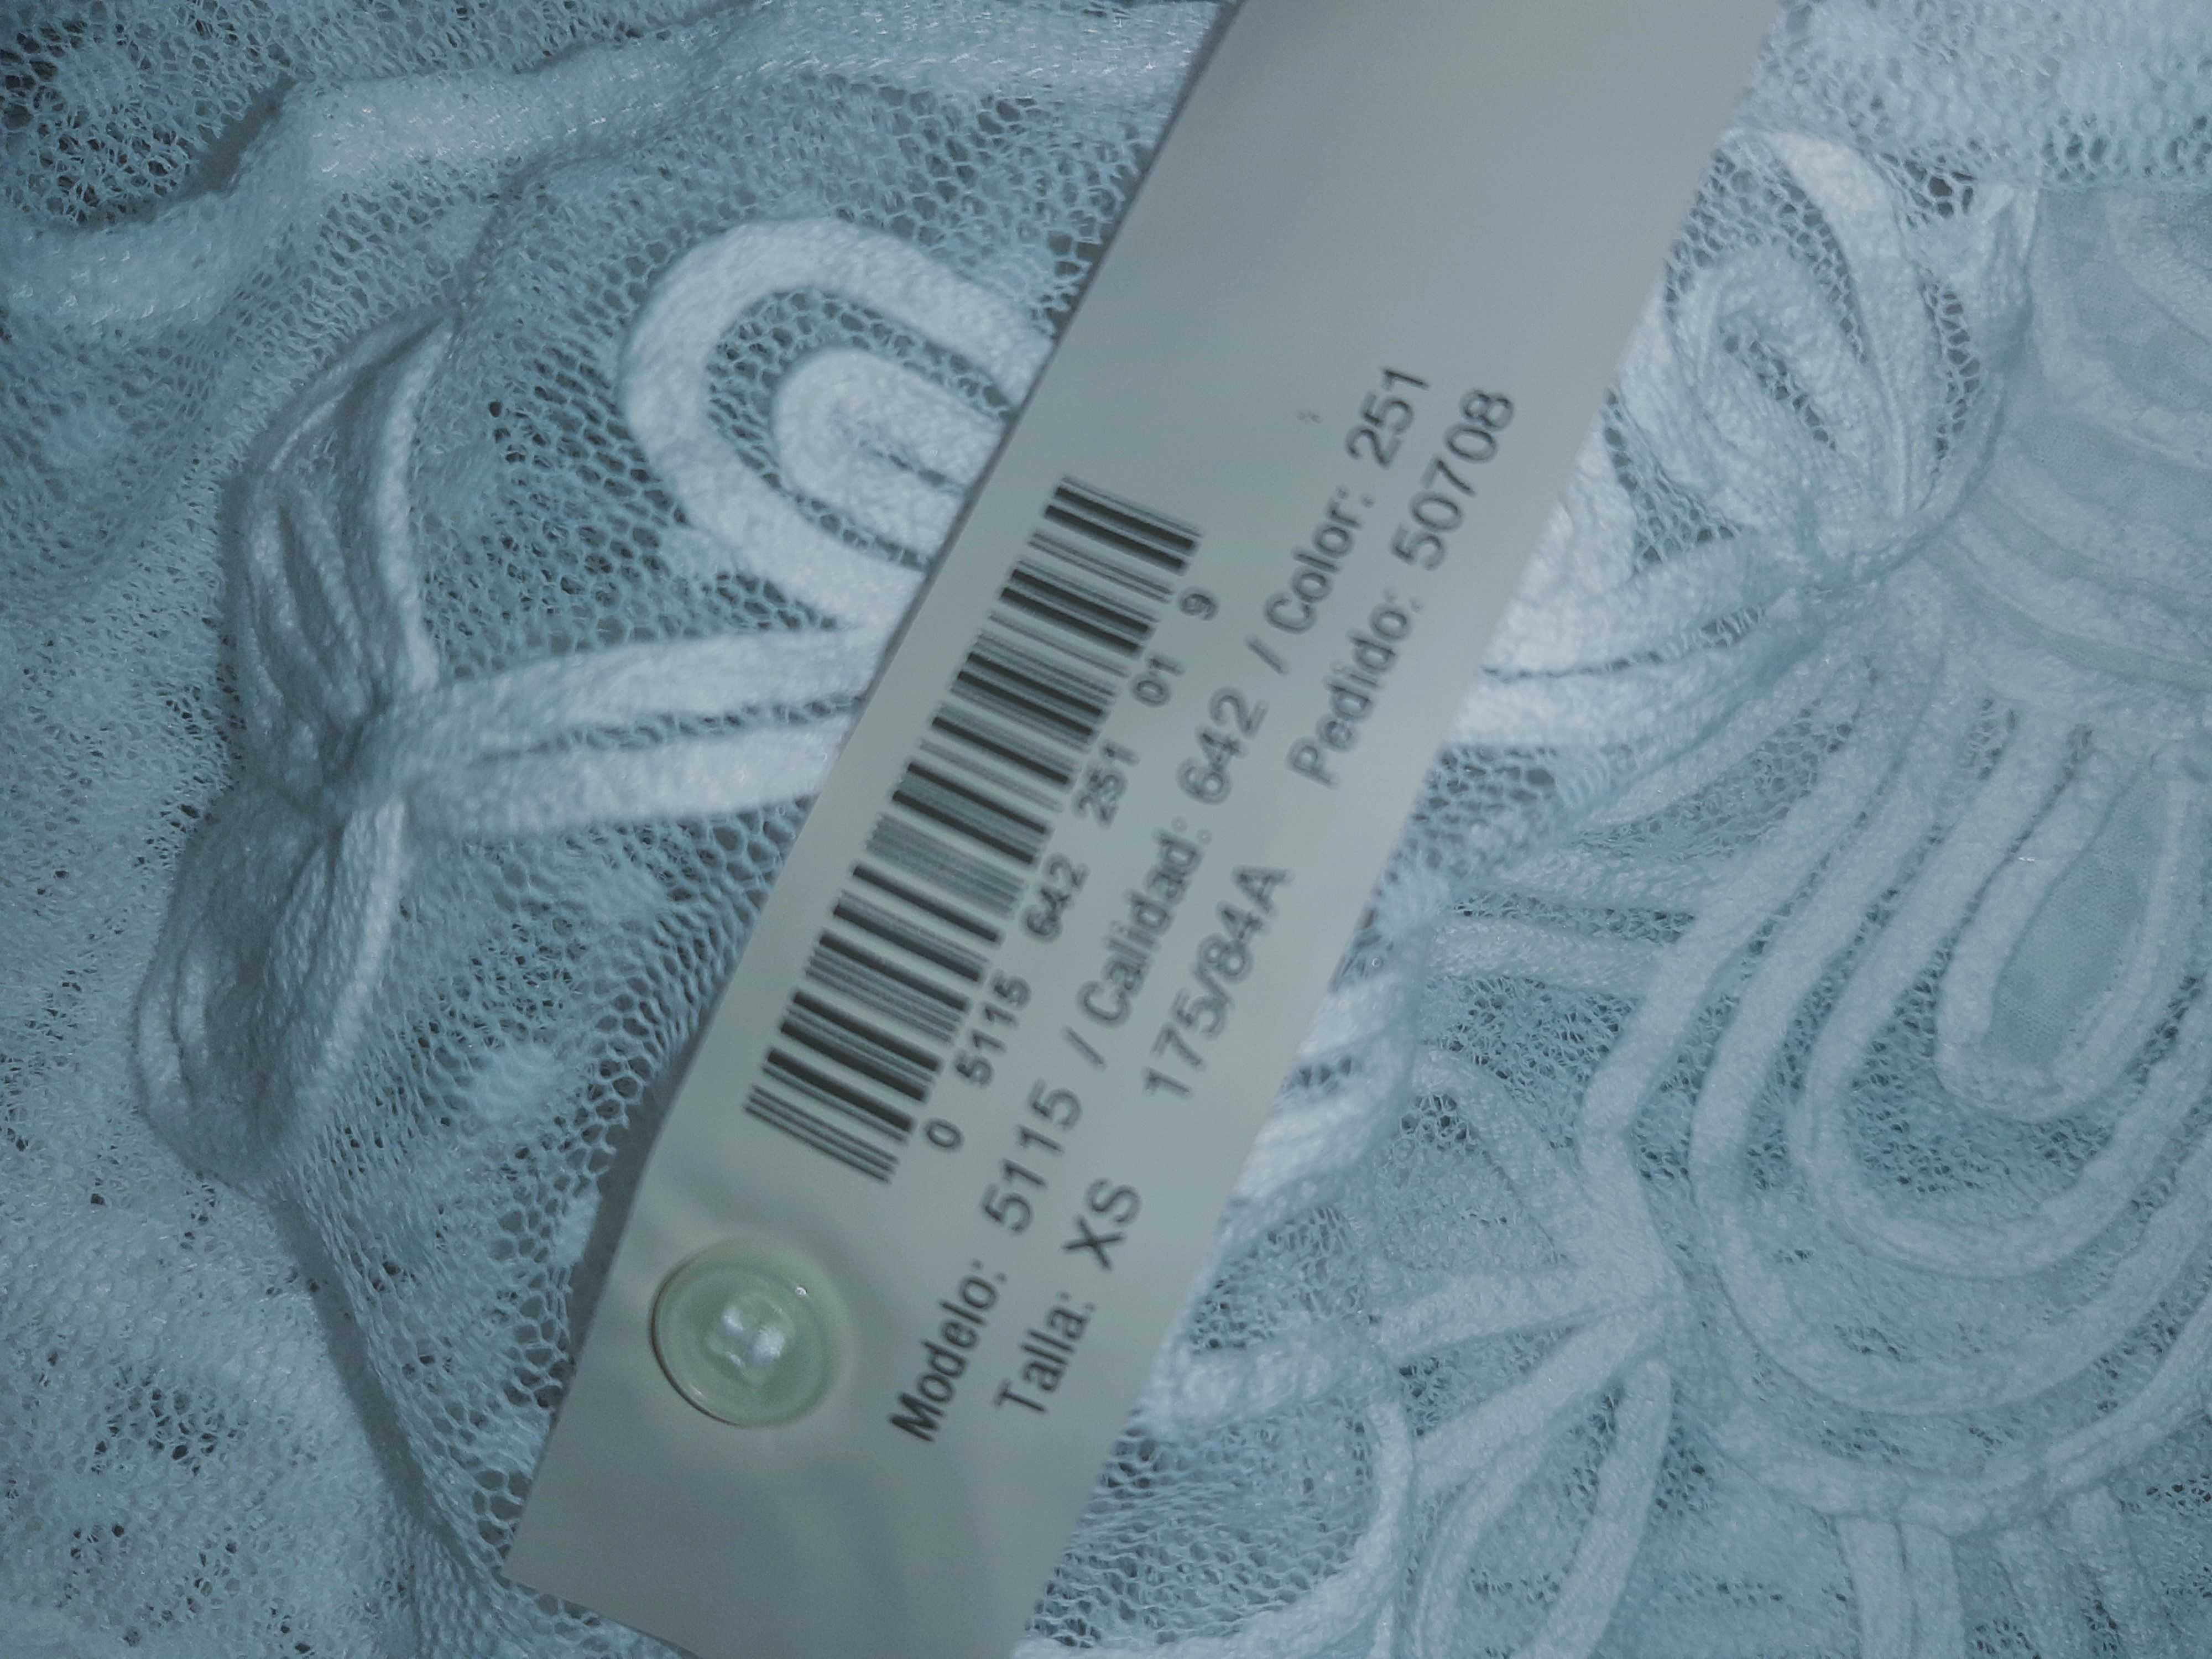 0 5115 642 251 01 9
Modelo: 5115 / Calidad: 642 / Color: 251
Talla: XS 175/84A Pedido: 50708